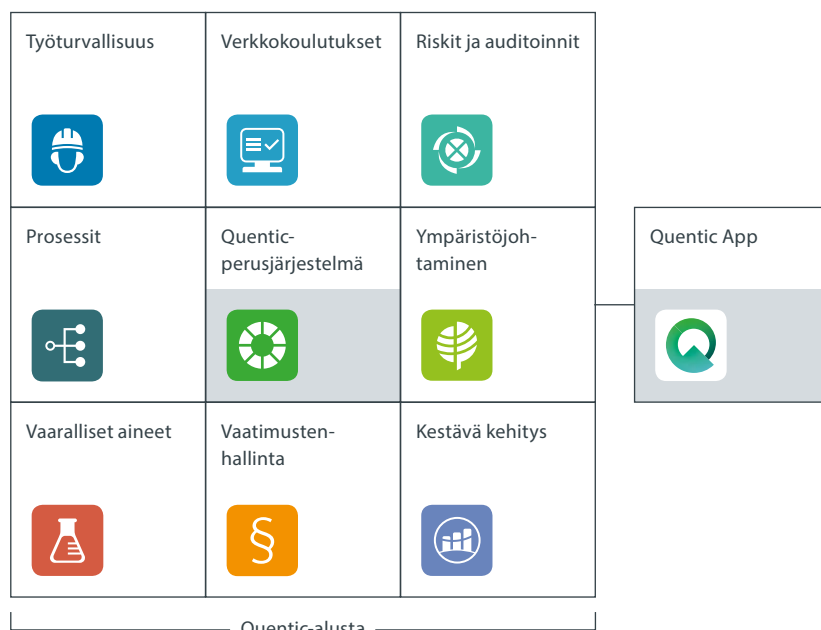 Työturvallisuus
Verkkokoulutukset
Riskit ja auditoinnit
Prosessit
Quentic-
perusjärjestelmä
Ympäristöjoh-
taminen
Quentic App
Vaaralliset aineet
Vaatimusten-
hallinta
§
Kestävä kehitys
Quentic-alusta